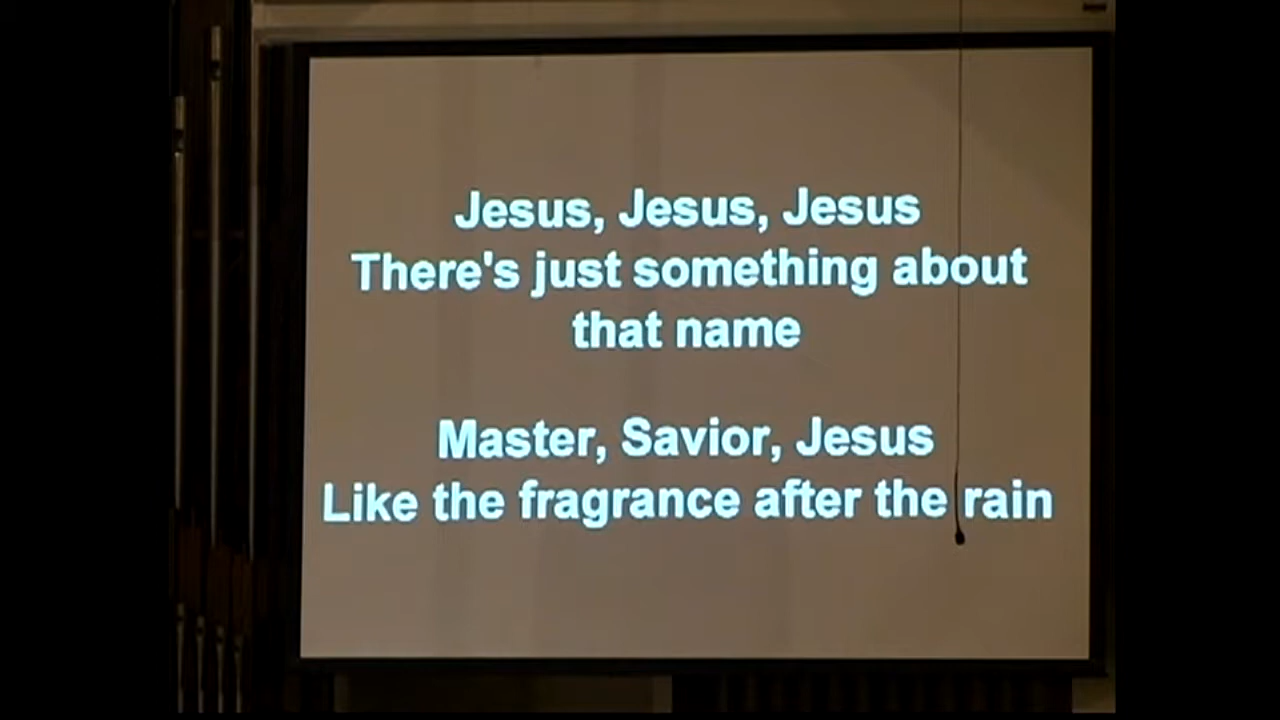 Jesus, Jesus, Jesus
There's just something about
that name
Master, Savior, Jesus
Like the fragrance after the rain